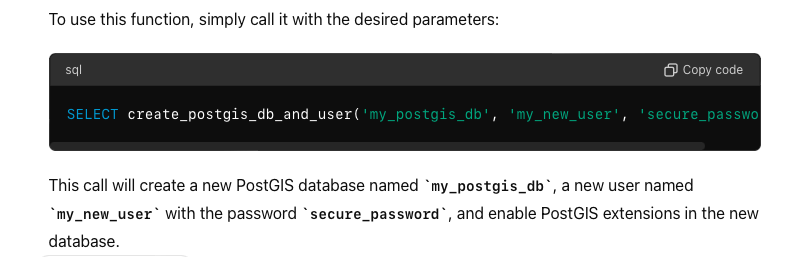 To use this function, simply call it with the desired parameters:
sql Copy code
SELECT create_postgis_db_and_user('my_postgis_db', 'my_new_user', 'secure_passwo
This call will create a new PostGIS database named `my_postgis_db`, a new user named
`my_new_user` with the password `secure_password`, and enable PostGIS extensions in the new
database.